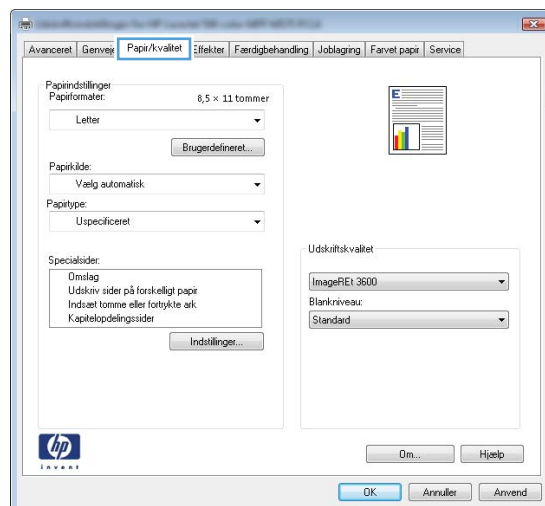 Avanceret Genveje Papir/kvalitet Effekter Færdigbehandling Joblagring Farvet papir Service
Papirindstillinger
Papirformater: 8,5 × 11 tommer
Letter
Brugerdefineret...
Papirkilde:
Vælg automatisk
Papirtype:
Uspecificeret
Specialsider:
Omslag
Udskriv sider på forskelligt papir
Indsæt tomme eller fortrykte ark
Kapitelopdelingssider
Indstillinger...
E
Udskriftskvalitet
ImageREt 3600
Blankniveau:
Standard
hp
invent
Om... Hjælp
OK Annuller Anvend